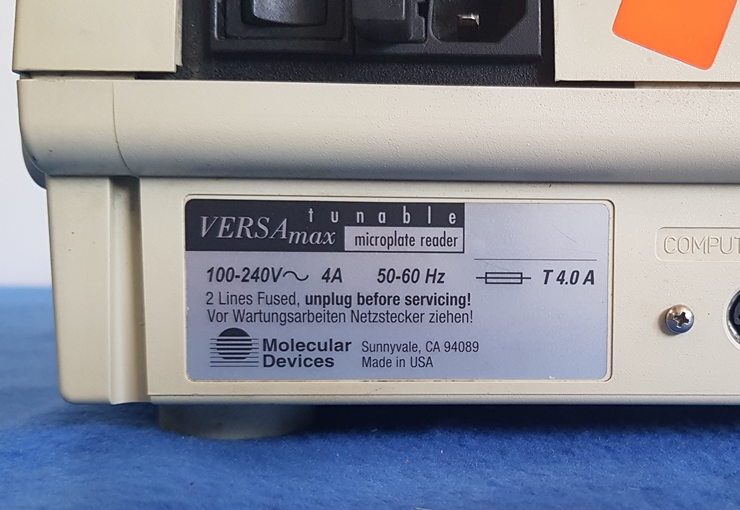 tunable
VERSAmax microplate reader
100-240V～ 4A 50-60 Hz T 4.0 A
2 Lines Fused, unplug before servicing!
Vor Wartungsarbeiten Netzstecker ziehen!
Molecular Devices
Sunnyvale, CA 94089
Made in USA
COMPUT